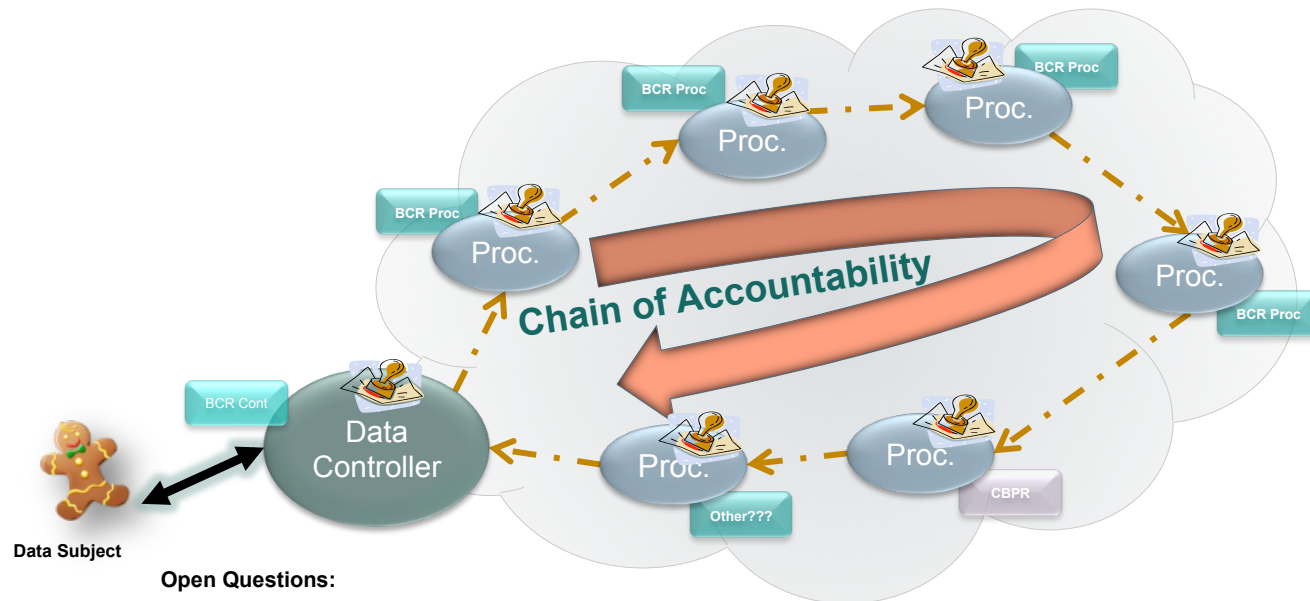 BCR Proc
Proc.
BCR Proc
Proc.
BCR Proc
Proc.
Proc.
BCR Proc
Chain of Accountability
BCR Cont
Data
Controller
Proc.
Other???
Proc.
CBPR
Data Subject
Open Questions: